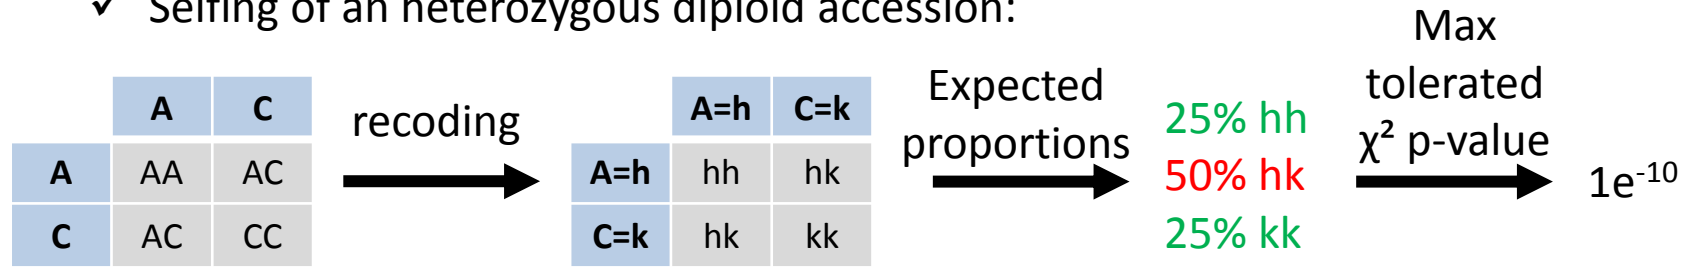 ✓ Selfing of an heterozygous diploid accession:
A C
A AA AC
C AC CC
recoding
A=h C=k
A=h hh hk
C=k hk kk
Expected
proportions
25% hh
50% hk
25% kk
Max
tolerated
χ² p-value
1e⁻¹⁰